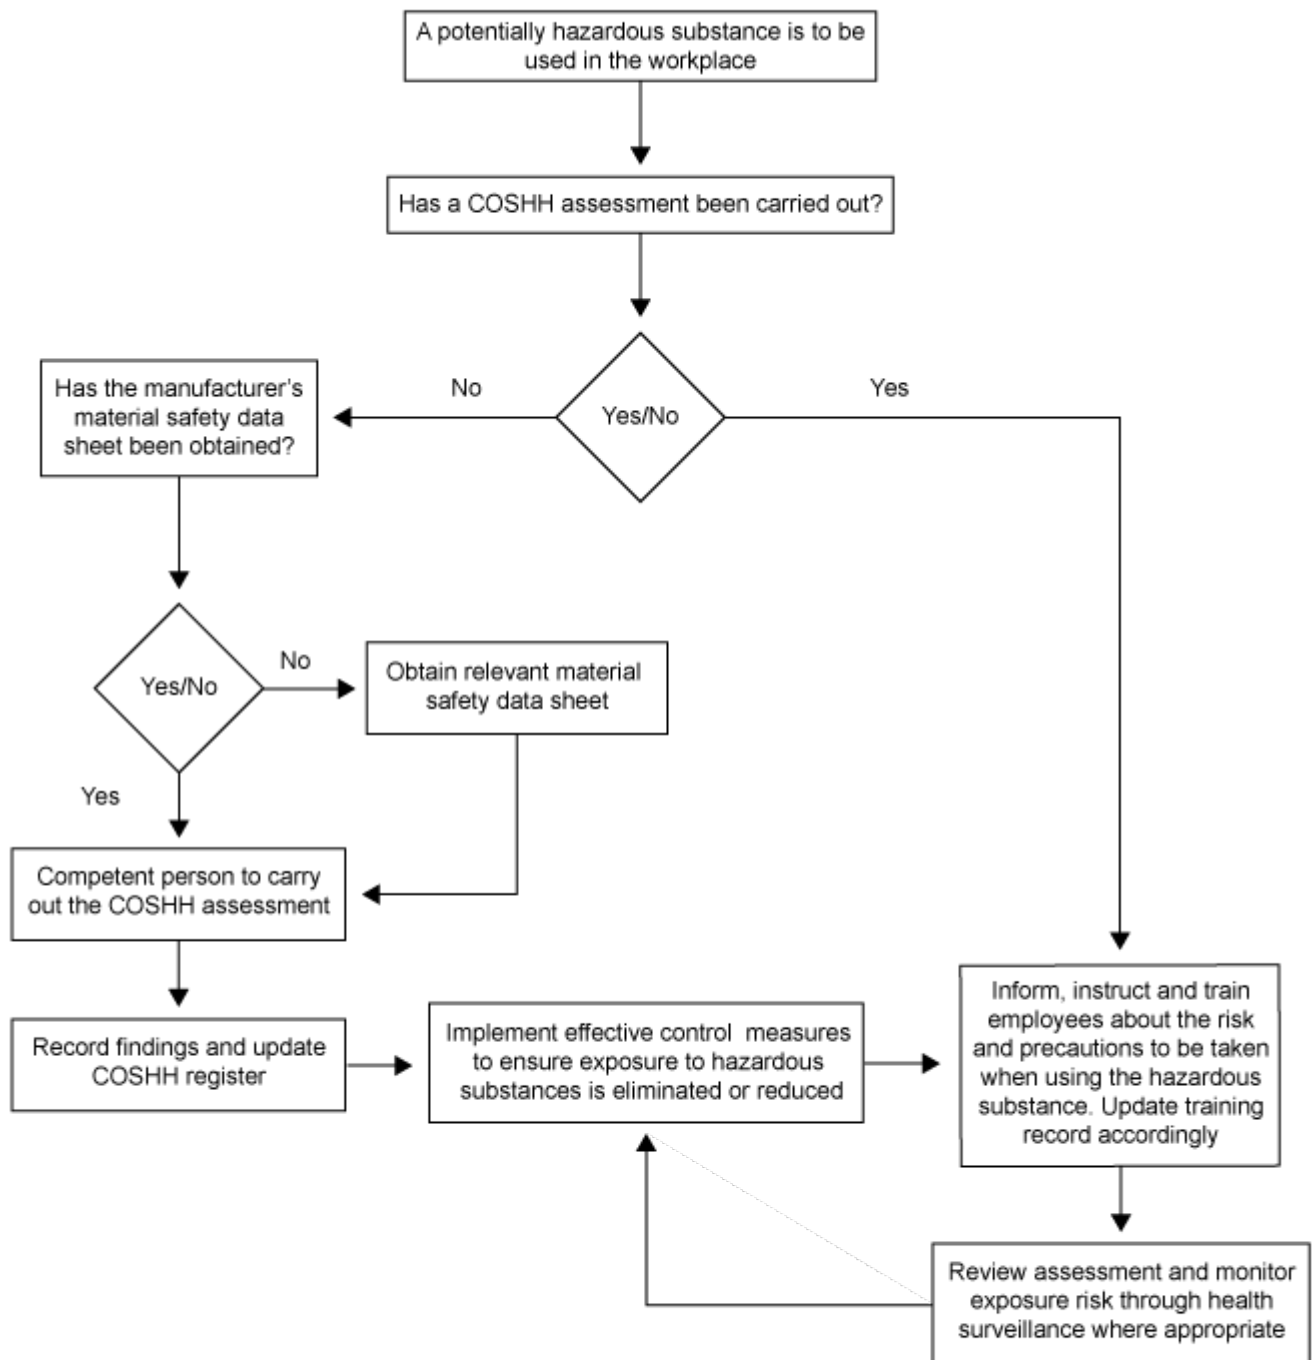 A potentially hazardous substance is to be
used in the workplace
Has a COSHH assessment been carried out?
Has the manufacturer's
material safety data
sheet been obtained?
No
Yes/No
Yes
Yes/No
No
Obtain relevant material
safety data sheet
Yes
Competent person to carry
out the COSHH assessment
Record findings and update
COSHH register
Implement effective control measures
to ensure exposure to hazardous
substances is eliminated or reduced
Inform, instruct and train
employees about the risk
and precautions to be taken
when using the hazardous
substance. Update training
record accordingly
Review assessment and monitor
exposure risk through health
surveillance where appropriate